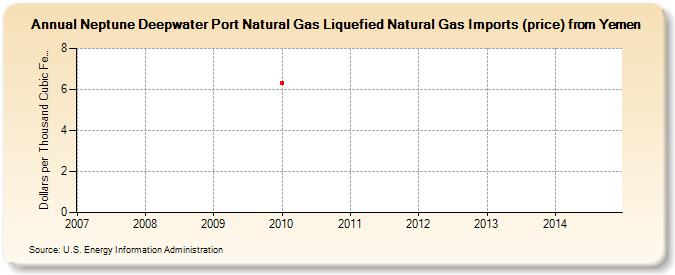 Annual Neptune Deepwater Port Natural Gas Liquefied Natural Gas Imports (price) from Yemen
Dollars per Thousand Cubic Fe...
8
6
4
2
0
2007 2008 2009 2010 2011 2012 2013 2014
Source: U.S. Energy Information Administration